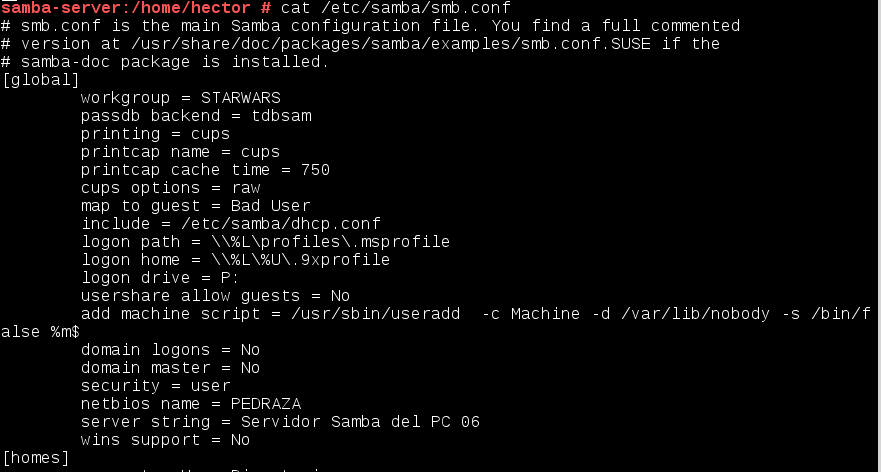 samba-server:/home/hector # cat /etc/samba/smb.conf
# smb.conf is the main Samba configuration file. You find a full commented
# version at /usr/share/doc/packages/samba/examples/smb.conf.SUSE if the
# samba-doc package is installed.
[global]
        workgroup = STARWARS
        passdb backend = tdbsam
        printing = cups
        printcap name = cups
        printcap cache time = 750
        cups options = raw
        map to guest = Bad User
        include = /etc/samba/dhcp.conf
        logon path = \\%L\profiles\.msprofile
        logon home = \\%L\%U\.9xprofile
        logon drive = P:
        usershare allow guests = No
        add machine script = /usr/sbin/useradd  -c Machine -d /var/lib/nobody -s /bin/f
alse %m$
        domain logons = No
        domain master = No
        security = user
        netbios name = PEDRAZA
        server string = Servidor Samba del PC 06
        wins support = No
[homes]